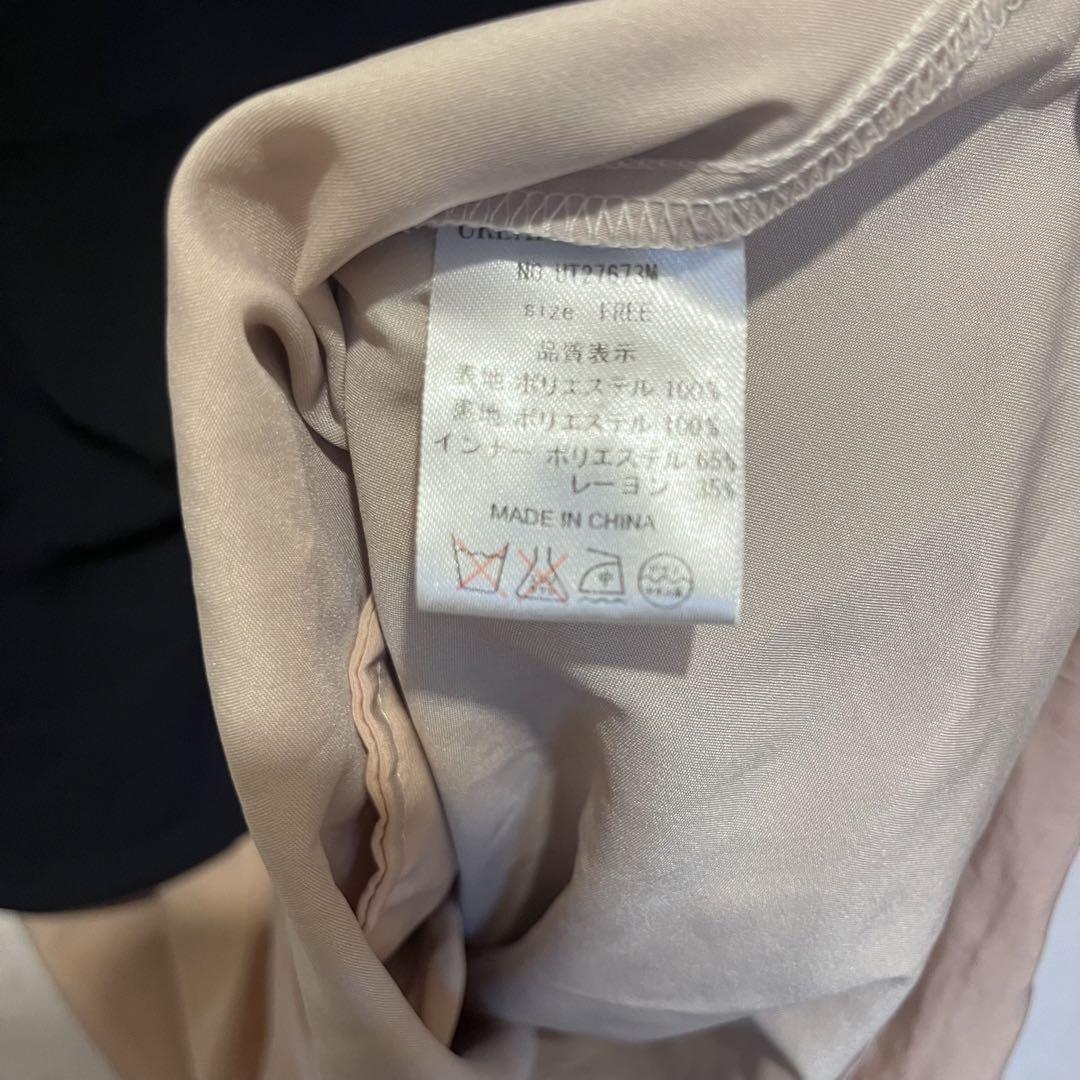 NO UT27673M
size FREE
品質表示
表地 ポリエステル 100%
裏地 ポリエステル 100%
インナー ポリエステル 65%
レーヨン 35%
MADE IN CHINA
中